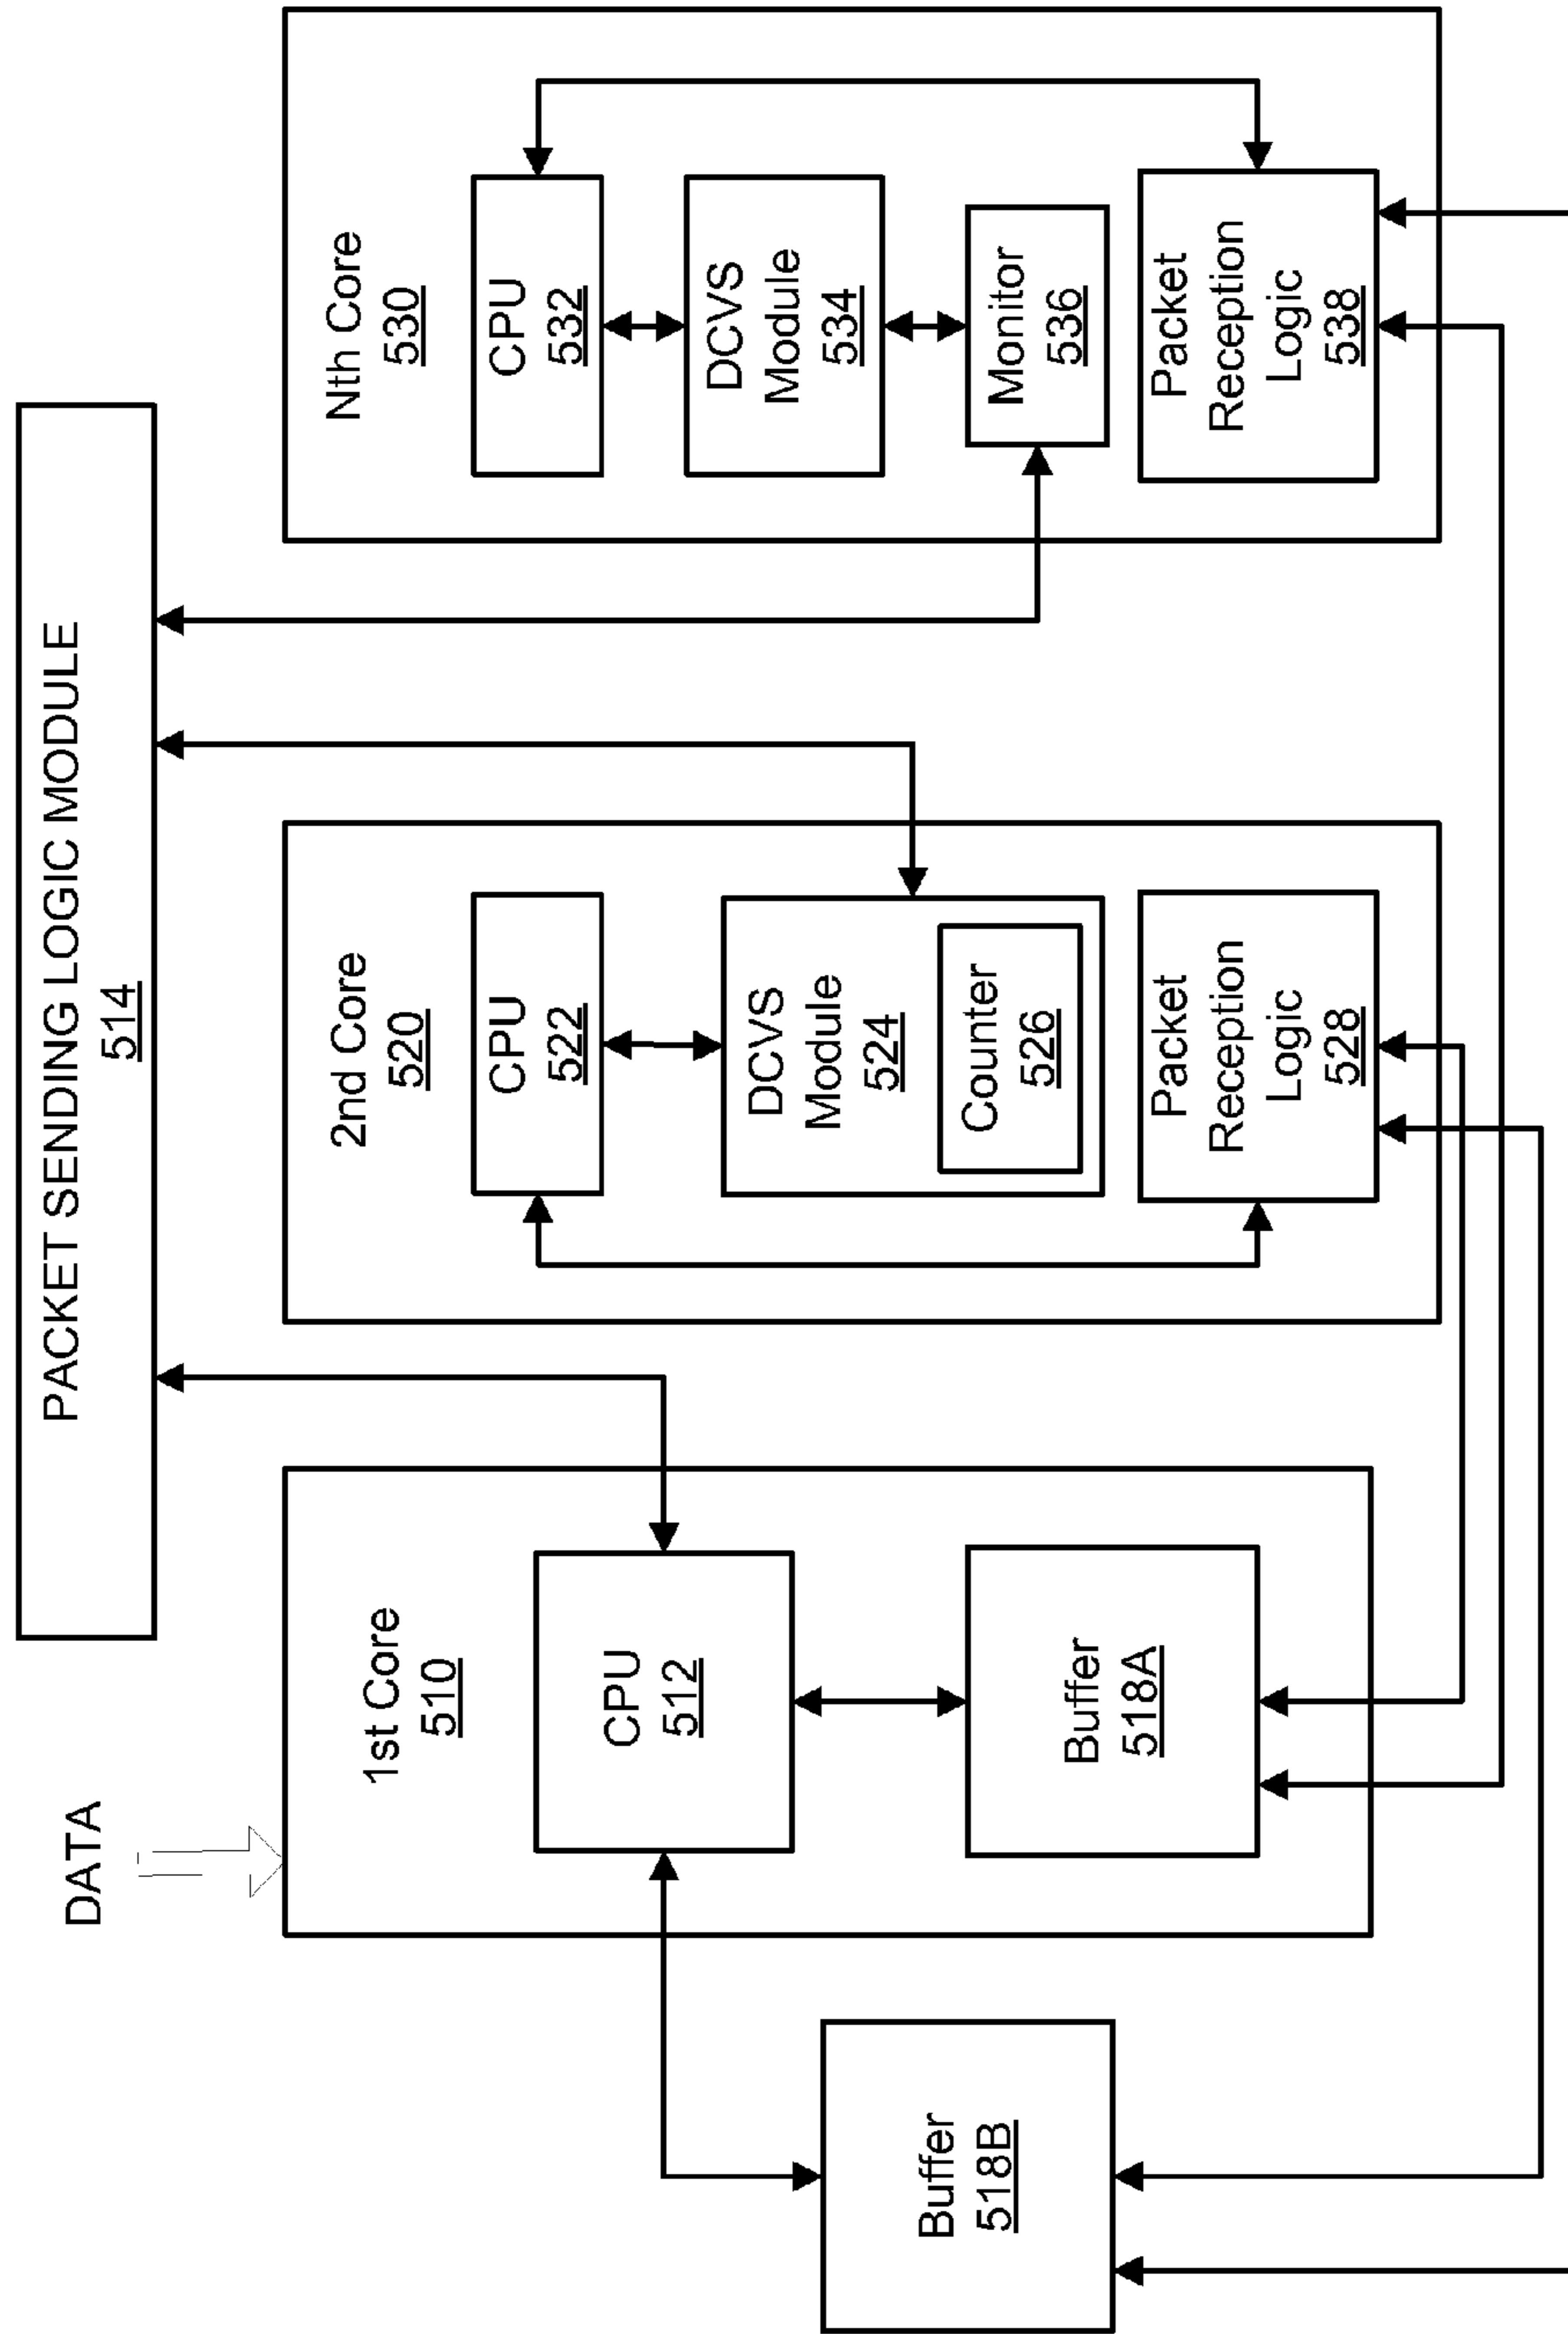 PACKET SENDING LOGIC MODULE
514
DATA
1st Core
510
CPU
512
Buffer
518A
Buffer
518B
2nd Core
520
CPU
522
DCVS
Module
524
Counter
526
Packet
Reception
Logic
528
Nth Core
530
CPU
532
DCVS
Module
534
Monitor
536
Packet
Reception
Logic
538